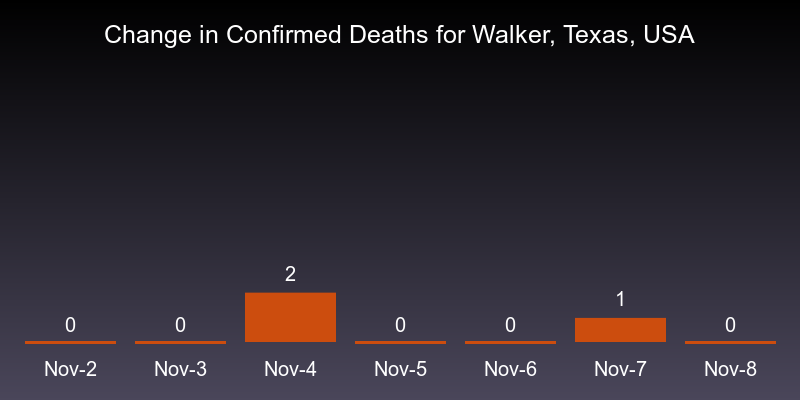 Change in Confirmed Deaths for Walker, Texas, USA
0 0 2 0 0 1 0
Nov-2 Nov-3 Nov-4 Nov-5 Nov-6 Nov-7 Nov-8